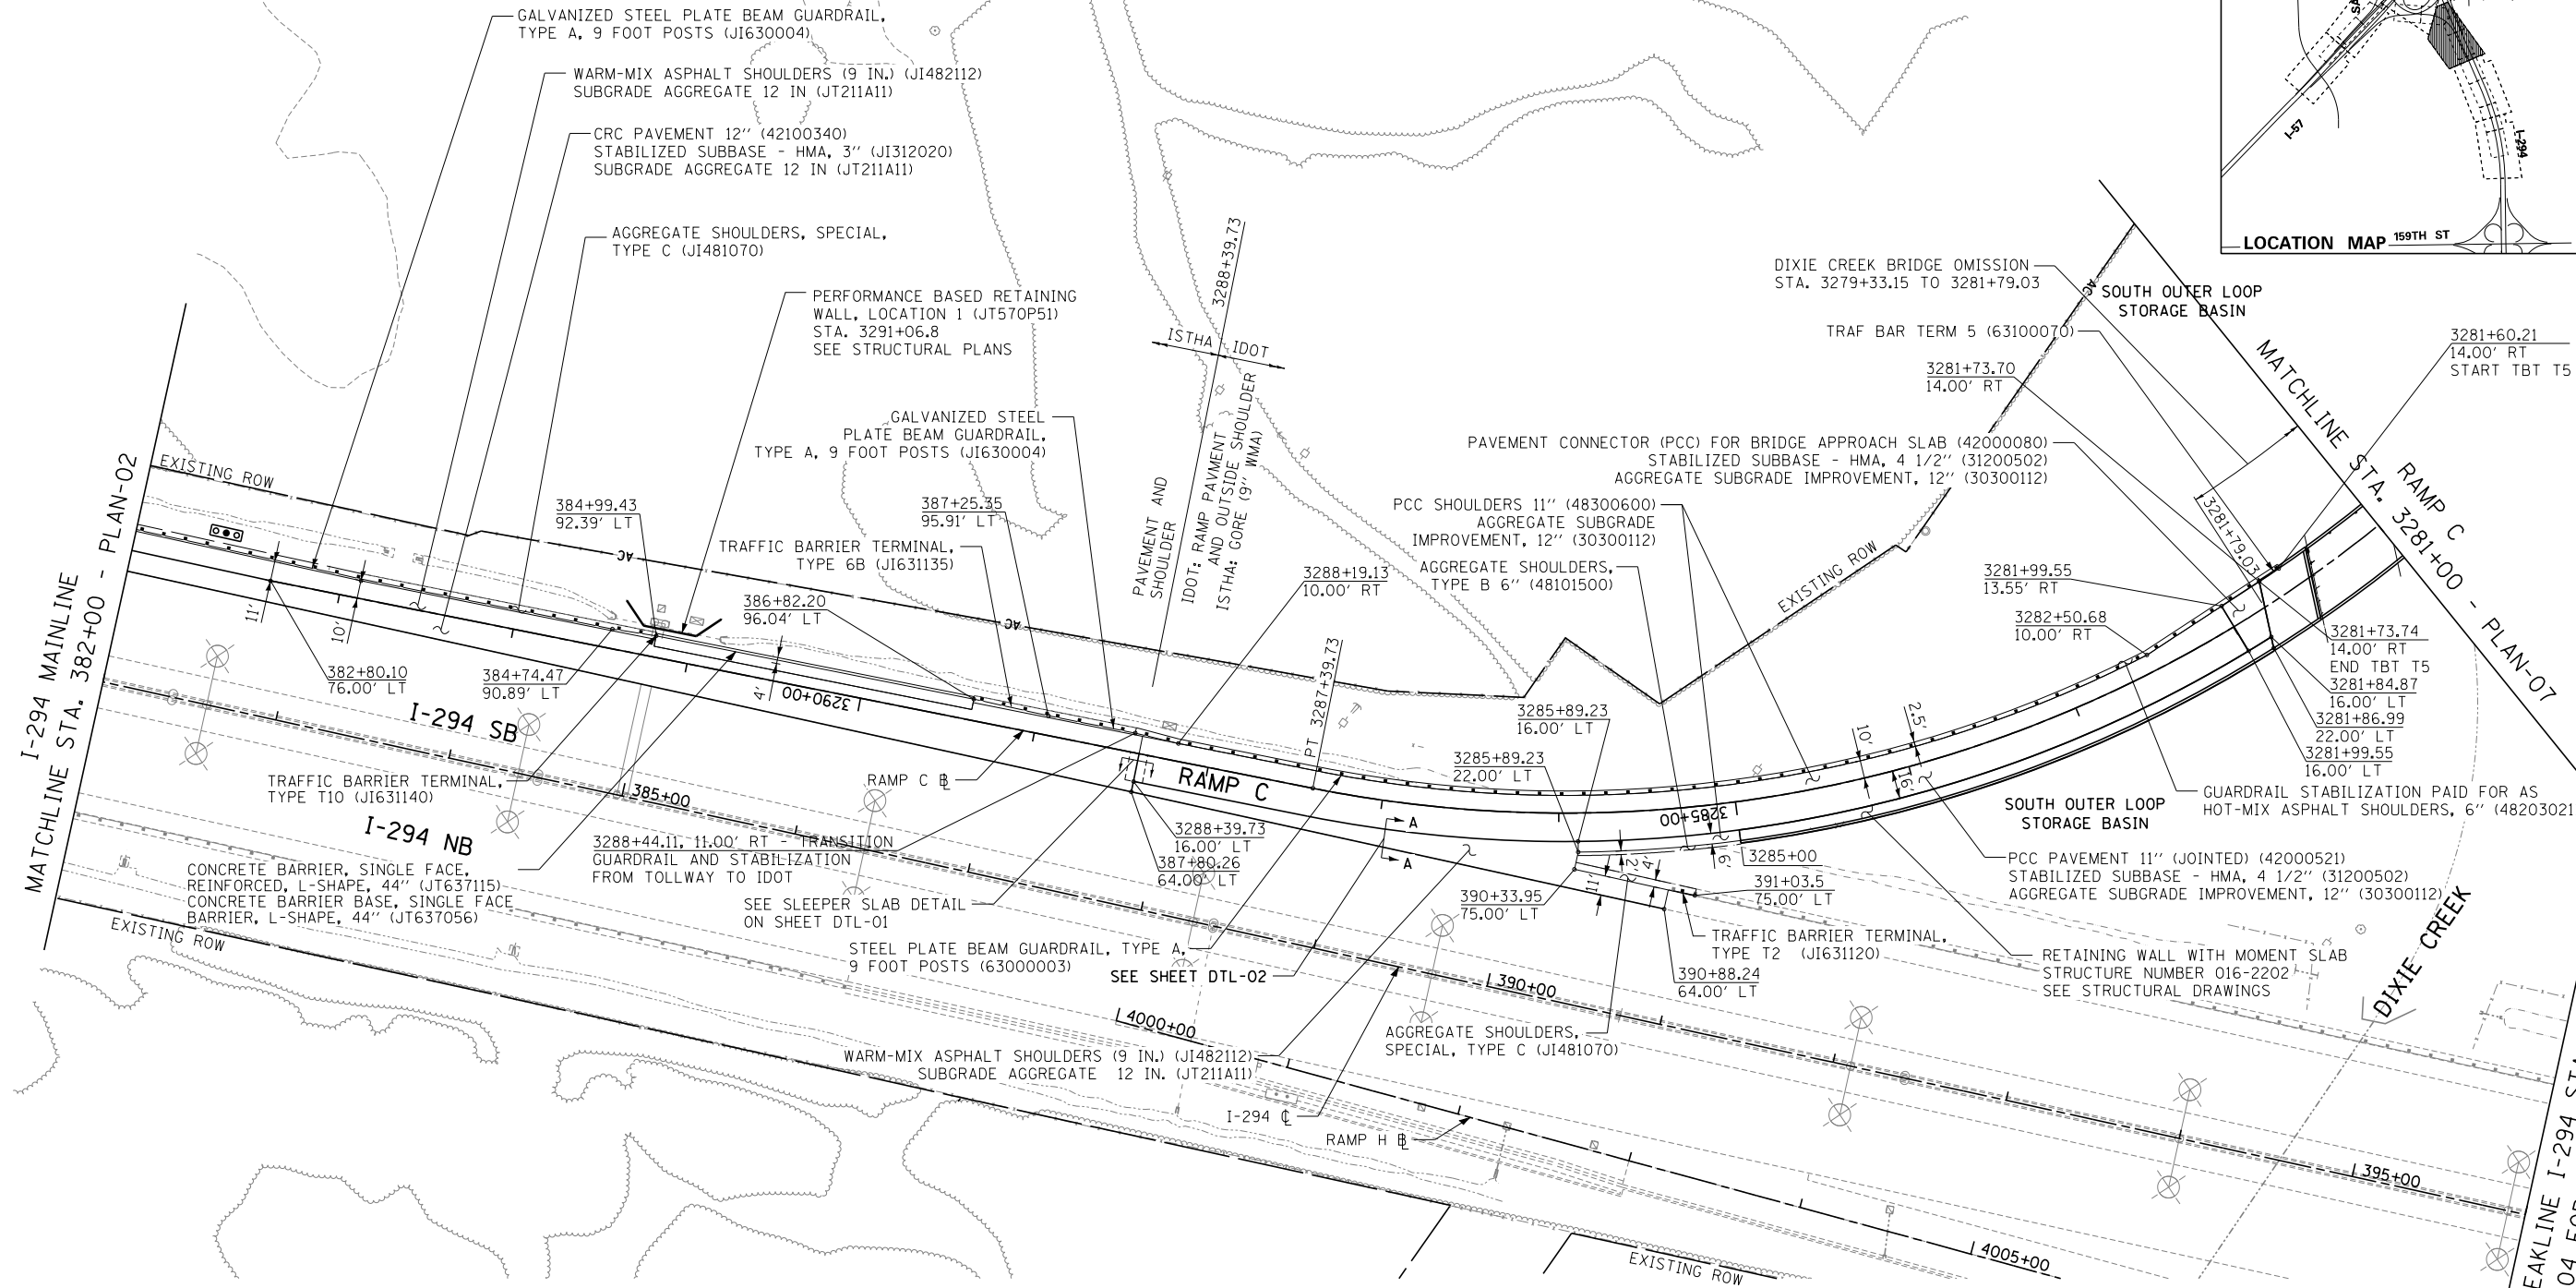 GALVANIZED STEEL PLATE BEAM GUARDRAIL,
TYPE A, 9 FOOT POSTS (JI630004)
WARM-MIX ASPHALT SHOULDERS (9 IN.) (JI482112)
SUBGRADE AGGREGATE 12 IN (JT211A11)
CRC PAVEMENT 12'' (42100340)
STABILIZED SUBBASE - HMA, 3'' (JI312020)
SUBGRADE AGGREGATE 12 IN (JT211A11)
AGGREGATE SHOULDERS, SPECIAL,
TYPE C (JI481070)
PERFORMANCE BASED RETAINING
WALL, LOCATION 1 (JT570P51)
STA. 3291+06.8
SEE STRUCTURAL PLANS
GALVANIZED STEEL
PLATE BEAM GUARDRAIL,
TYPE A, 9 FOOT POSTS (JI630004)
3288+39.73
ISTHA
IDOT
PAVEMENT AND
SHOULDER
IDOT: RAMP PAVMENT
AND OUTSIDE SHOULDER
ISTHA: GORE (9'' WMA)
I-57
I-294
LOCATION MAP
159TH ST
DIXIE CREEK BRIDGE OMISSION
STA. 3279+33.15 TO 3281+79.03
AC
SOUTH OUTER LOOP
STORAGE BASIN
TRAF BAR TERM 5 (63100070)
3281+73.70
14.00' RT
3281+60.21
14.00' RT
START TBT T5
MATCHLINE STA. 3281+00 - PLAN-07
RAMP C
PAVEMENT CONNECTOR (PCC) FOR BRIDGE APPROACH SLAB (42000080)
STABILIZED SUBBASE - HMA, 4 1/2'' (31200502)
AGGREGATE SUBGRADE IMPROVEMENT, 12'' (30300112)
PCC SHOULDERS 11'' (48300600)
AGGREGATE SUBGRADE
IMPROVEMENT, 12'' (30300112)
AGGREGATE SHOULDERS,
TYPE B 6'' (48101500)
3281+79.03
EXISTING ROW
I-294 MAINLINE
MATCHLINE STA. 382+00 - PLAN-02
EXISTING ROW
384+99.43
92.39' LT
AC
387+25.35
95.91' LT
TRAFFIC BARRIER TERMINAL,
TYPE 6B (JI631135)
386+82.20
96.04' LT
AC
3288+19.13
10.00' RT
PT 3287+39.73
3281+99.55
13.55' RT
3282+50.68
10.00' RT
11'
10'
382+80.10
76.00' LT
384+74.47
90.89' LT
4'
3290+00
3281+73.74
14.00' RT
END TBT T5
3281+84.87
16.00' LT
3281+86.99
22.00' LT
3281+99.55
16.00' LT
I-294 SB
TRAFFIC BARRIER TERMINAL,
TYPE T10 (JI631140)
385+00
RAMP C BL
RAMP C
3285+89.23
16.00' LT
3285+89.23
22.00' LT
3285+00
10'
2.5'
16'
GUARDRAIL STABILIZATION PAID FOR AS
HOT-MIX ASPHALT SHOULDERS, 6'' (48203021
SOUTH OUTER LOOP
STORAGE BASIN
I-294 NB
3288+44.11, 11.00' RT - TRANSITION
GUARDRAIL AND STABILIZATION
FROM TOLLWAY TO IDOT
3288+39.73
16.00' LT
387+80.26
64.00' LT
A
A
2'
4'
6'
11'
3285+00
391+03.5
75.00' LT
390+33.95
75.00' LT
PCC PAVEMENT 11'' (JOINTED) (42000521)
STABILIZED SUBBASE - HMA, 4 1/2'' (31200502)
AGGREGATE SUBGRADE IMPROVEMENT, 12'' (30300112)
CONCRETE BARRIER, SINGLE FACE,
REINFORCED, L-SHAPE, 44'' (JT637115)
CONCRETE BARRIER BASE, SINGLE FACE
BARRIER, L-SHAPE, 44'' (JT637056)
SEE SLEEPER SLAB DETAIL
ON SHEET DTL-01
EXISTING ROW
STEEL PLATE BEAM GUARDRAIL, TYPE A,
9 FOOT POSTS (63000003)
SEE SHEET DTL-02
TRAFFIC BARRIER TERMINAL,
TYPE T2 (JI631120)
390+88.24
64.00' LT
RETAINING WALL WITH MOMENT SLAB
STRUCTURE NUMBER 016-2202
SEE STRUCTURAL DRAWINGS
DIXIE CREEK
390+00
4000+00
AGGREGATE SHOULDERS,
SPECIAL, TYPE C (JI481070)
WARM-MIX ASPHALT SHOULDERS (9 IN.) (JI482112)
SUBGRADE AGGREGATE 12 IN. (JT211A11)
I-294 CL
RAMP H BL
395+00
4005+00
EXISTING ROW
EAKLINE I-294 STA